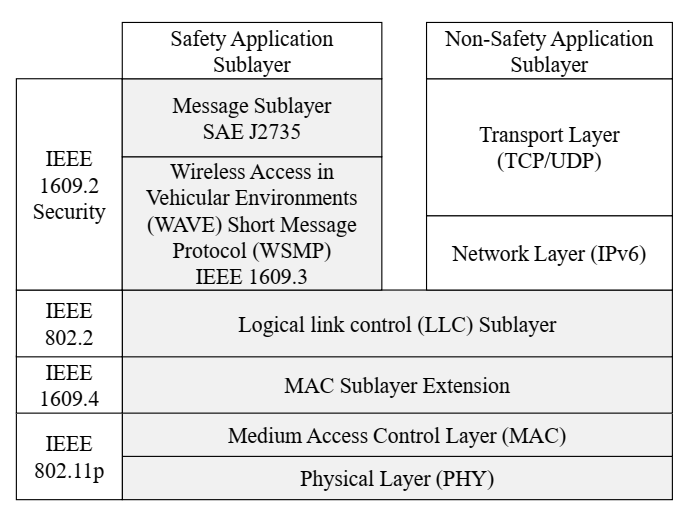 Safety Application
Sublayer
Non-Safety Application
Sublayer
IEEE
1609.2
Security
Message Sublayer
SAE J2735
Wireless Access in
Vehicular Environments
(WAVE) Short Message
Protocol (WSMP)
IEEE 1609.3
Transport Layer
(TCP/UDP)
Network Layer (IPv6)
IEEE
802.2
Logical link control (LLC) Sublayer
IEEE
1609.4
MAC Sublayer Extension
IEEE
802.11p
Medium Access Control Layer (MAC)
Physical Layer (PHY)